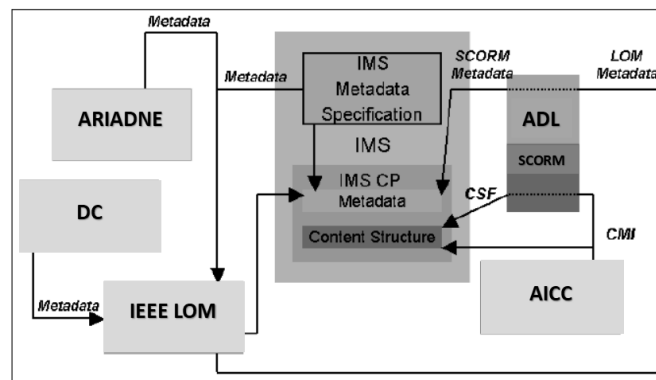 Metadata
ARIADNE
DC
Metadata
IEEE LOM
Metadata
IMS
Metadata
Specification
IMS
IMS CP
Metadata
Content Structure
SCORM
Metadata
LOM
Metadata
ADL
SCORM
CSF
CMI
AICC